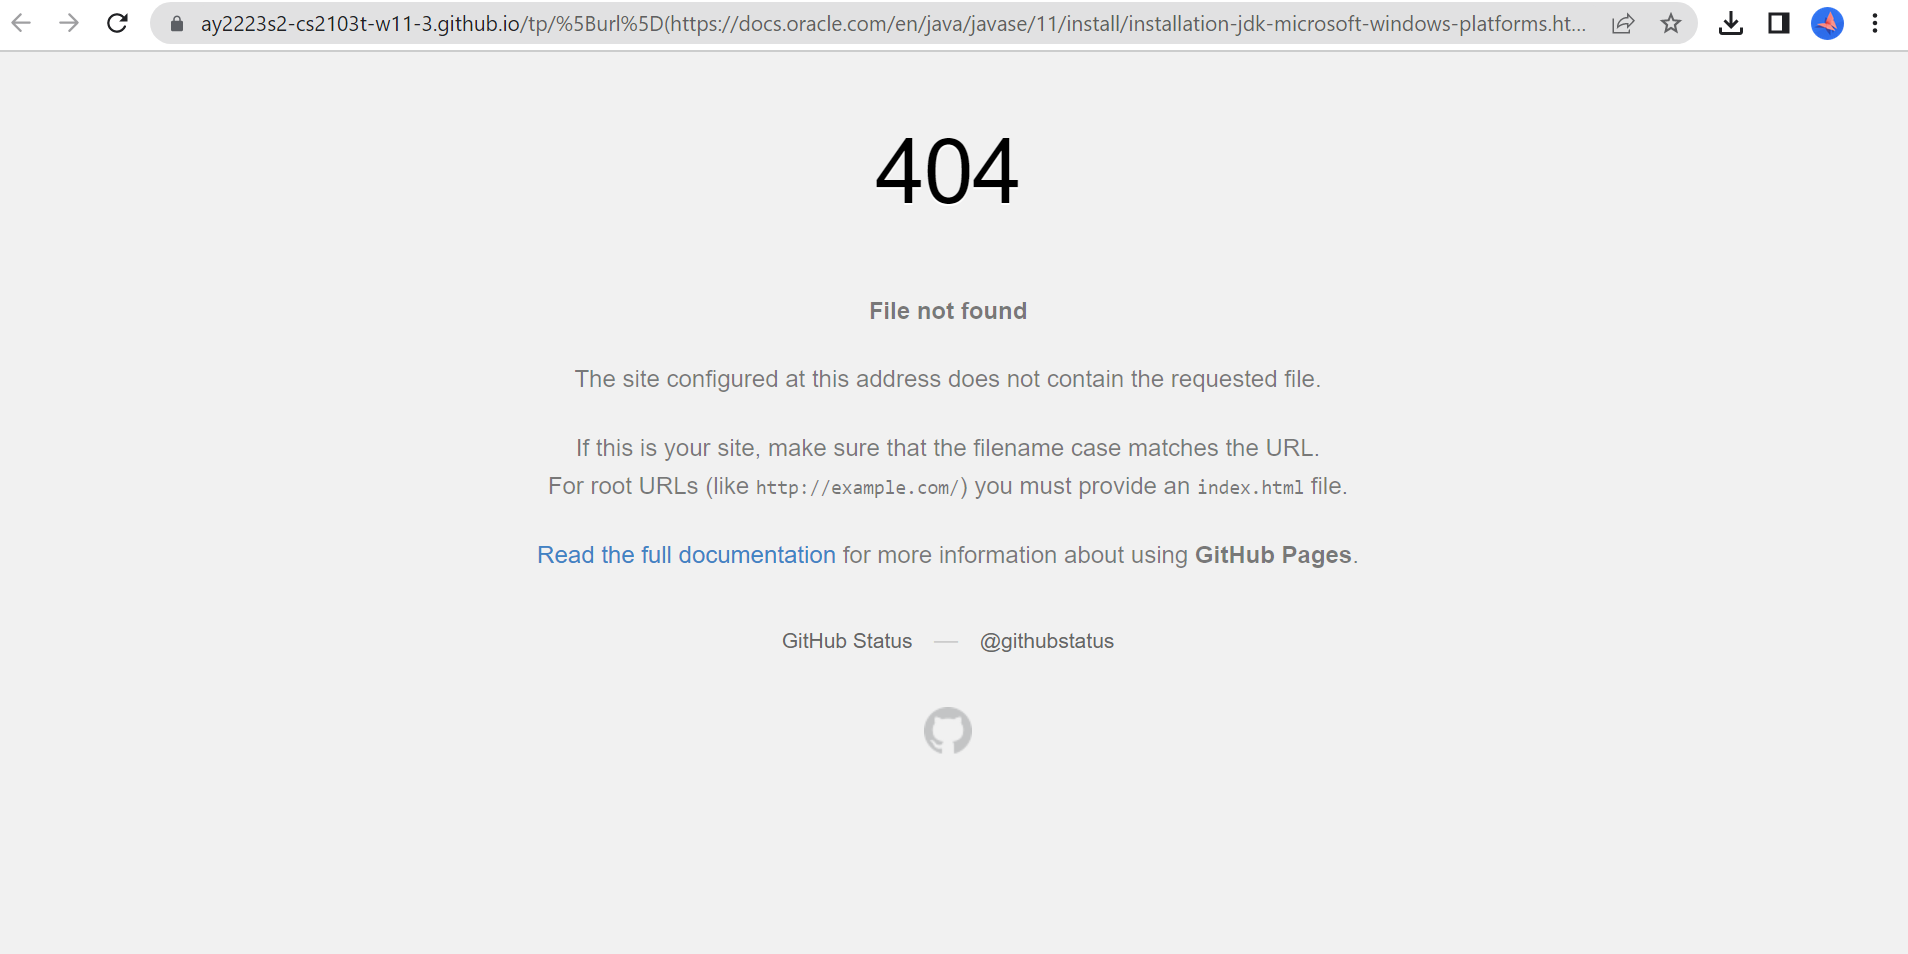 ay2223s2-cs2103t-w11-3.github.io/tp/%5Burl%5D(https://docs.oracle.com/en/java/javase/11/install/installation-jdk-microsoft-windows-platforms.ht...
404
File not found
The site configured at this address does not contain the requested file.
If this is your site, make sure that the filename case matches the URL.
For root URLs (like http://example.com/) you must provide an index.html file.
Read the full documentation for more information about using GitHub Pages.
GitHub Status — @githubstatus